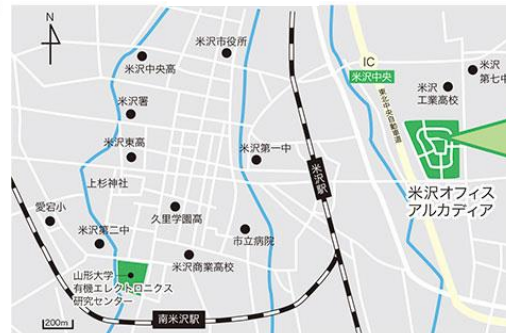 N
米沢市役所
米沢中央高
IC
米沢中央
米沢
第七中
米沢
工業高校
東北中央自動車道
米沢署
米沢東高
米沢第一中
米沢駅
上杉神社
米沢オフィス
アルカディア
愛宕小
久里学園高
米沢第二中
市立病院
米沢商業高校
山形大学
有機エレクトロニクス
研究センター
南米沢駅
200m